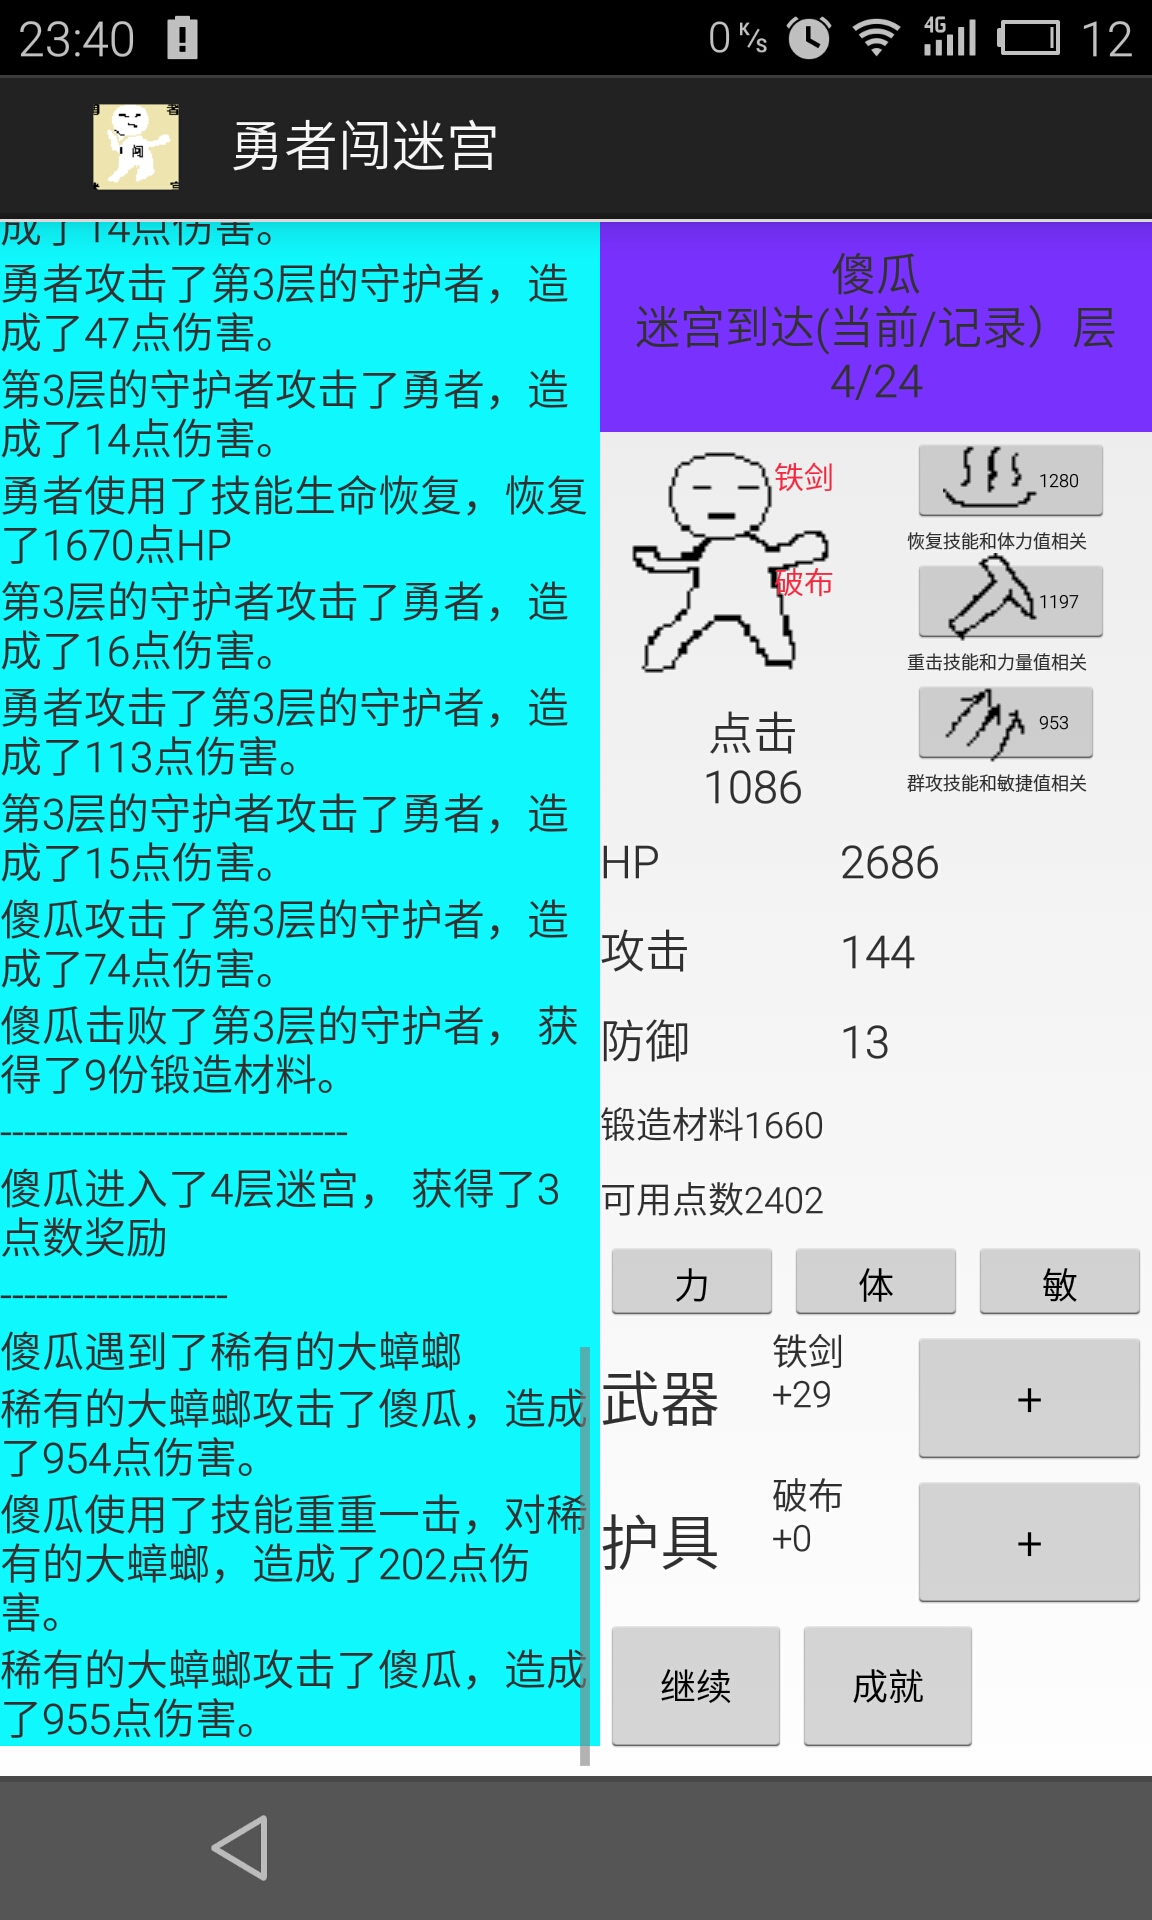 23:40
0 K/s
4G
12
闯
勇者闯迷宫
成了14点伤害。
勇者攻击了第3层的守护者，造
成了47点伤害。
第3层的守护者攻击了勇者，造
成了14点伤害。
勇者使用了技能生命恢复，恢复
了1670点HP
第3层的守护者攻击了勇者，造
成了16点伤害。
勇者攻击了第3层的守护者，造
成了113点伤害。
第3层的守护者攻击了勇者，造
成了15点伤害。
傻瓜攻击了第3层的守护者，造
成了74点伤害。
傻瓜击败了第3层的守护者， 获
得了9份锻造材料。
-----------------------------
傻瓜进入了4层迷宫， 获得了3
点数奖励
-------------------
傻瓜遇到了稀有的大蟑螂
稀有的大蟑螂攻击了傻瓜，造成
了954点伤害。
傻瓜使用了技能重重一击，对稀
有的大蟑螂，造成了202点伤
害。
稀有的大蟑螂攻击了傻瓜，造成
了955点伤害。
傻瓜
迷宫到达(当前/记录）层
4/24
铁剑
破布
1280
恢复技能和体力值相关
1197
重击技能和力量值相关
953
群攻技能和敏捷值相关
点击
1086
HP 2686
攻击 144
防御 13
锻造材料1660
可用点数2402
力 体 敏
武器 铁剑 +
+29
护具 破布 +
+0
继续 成就